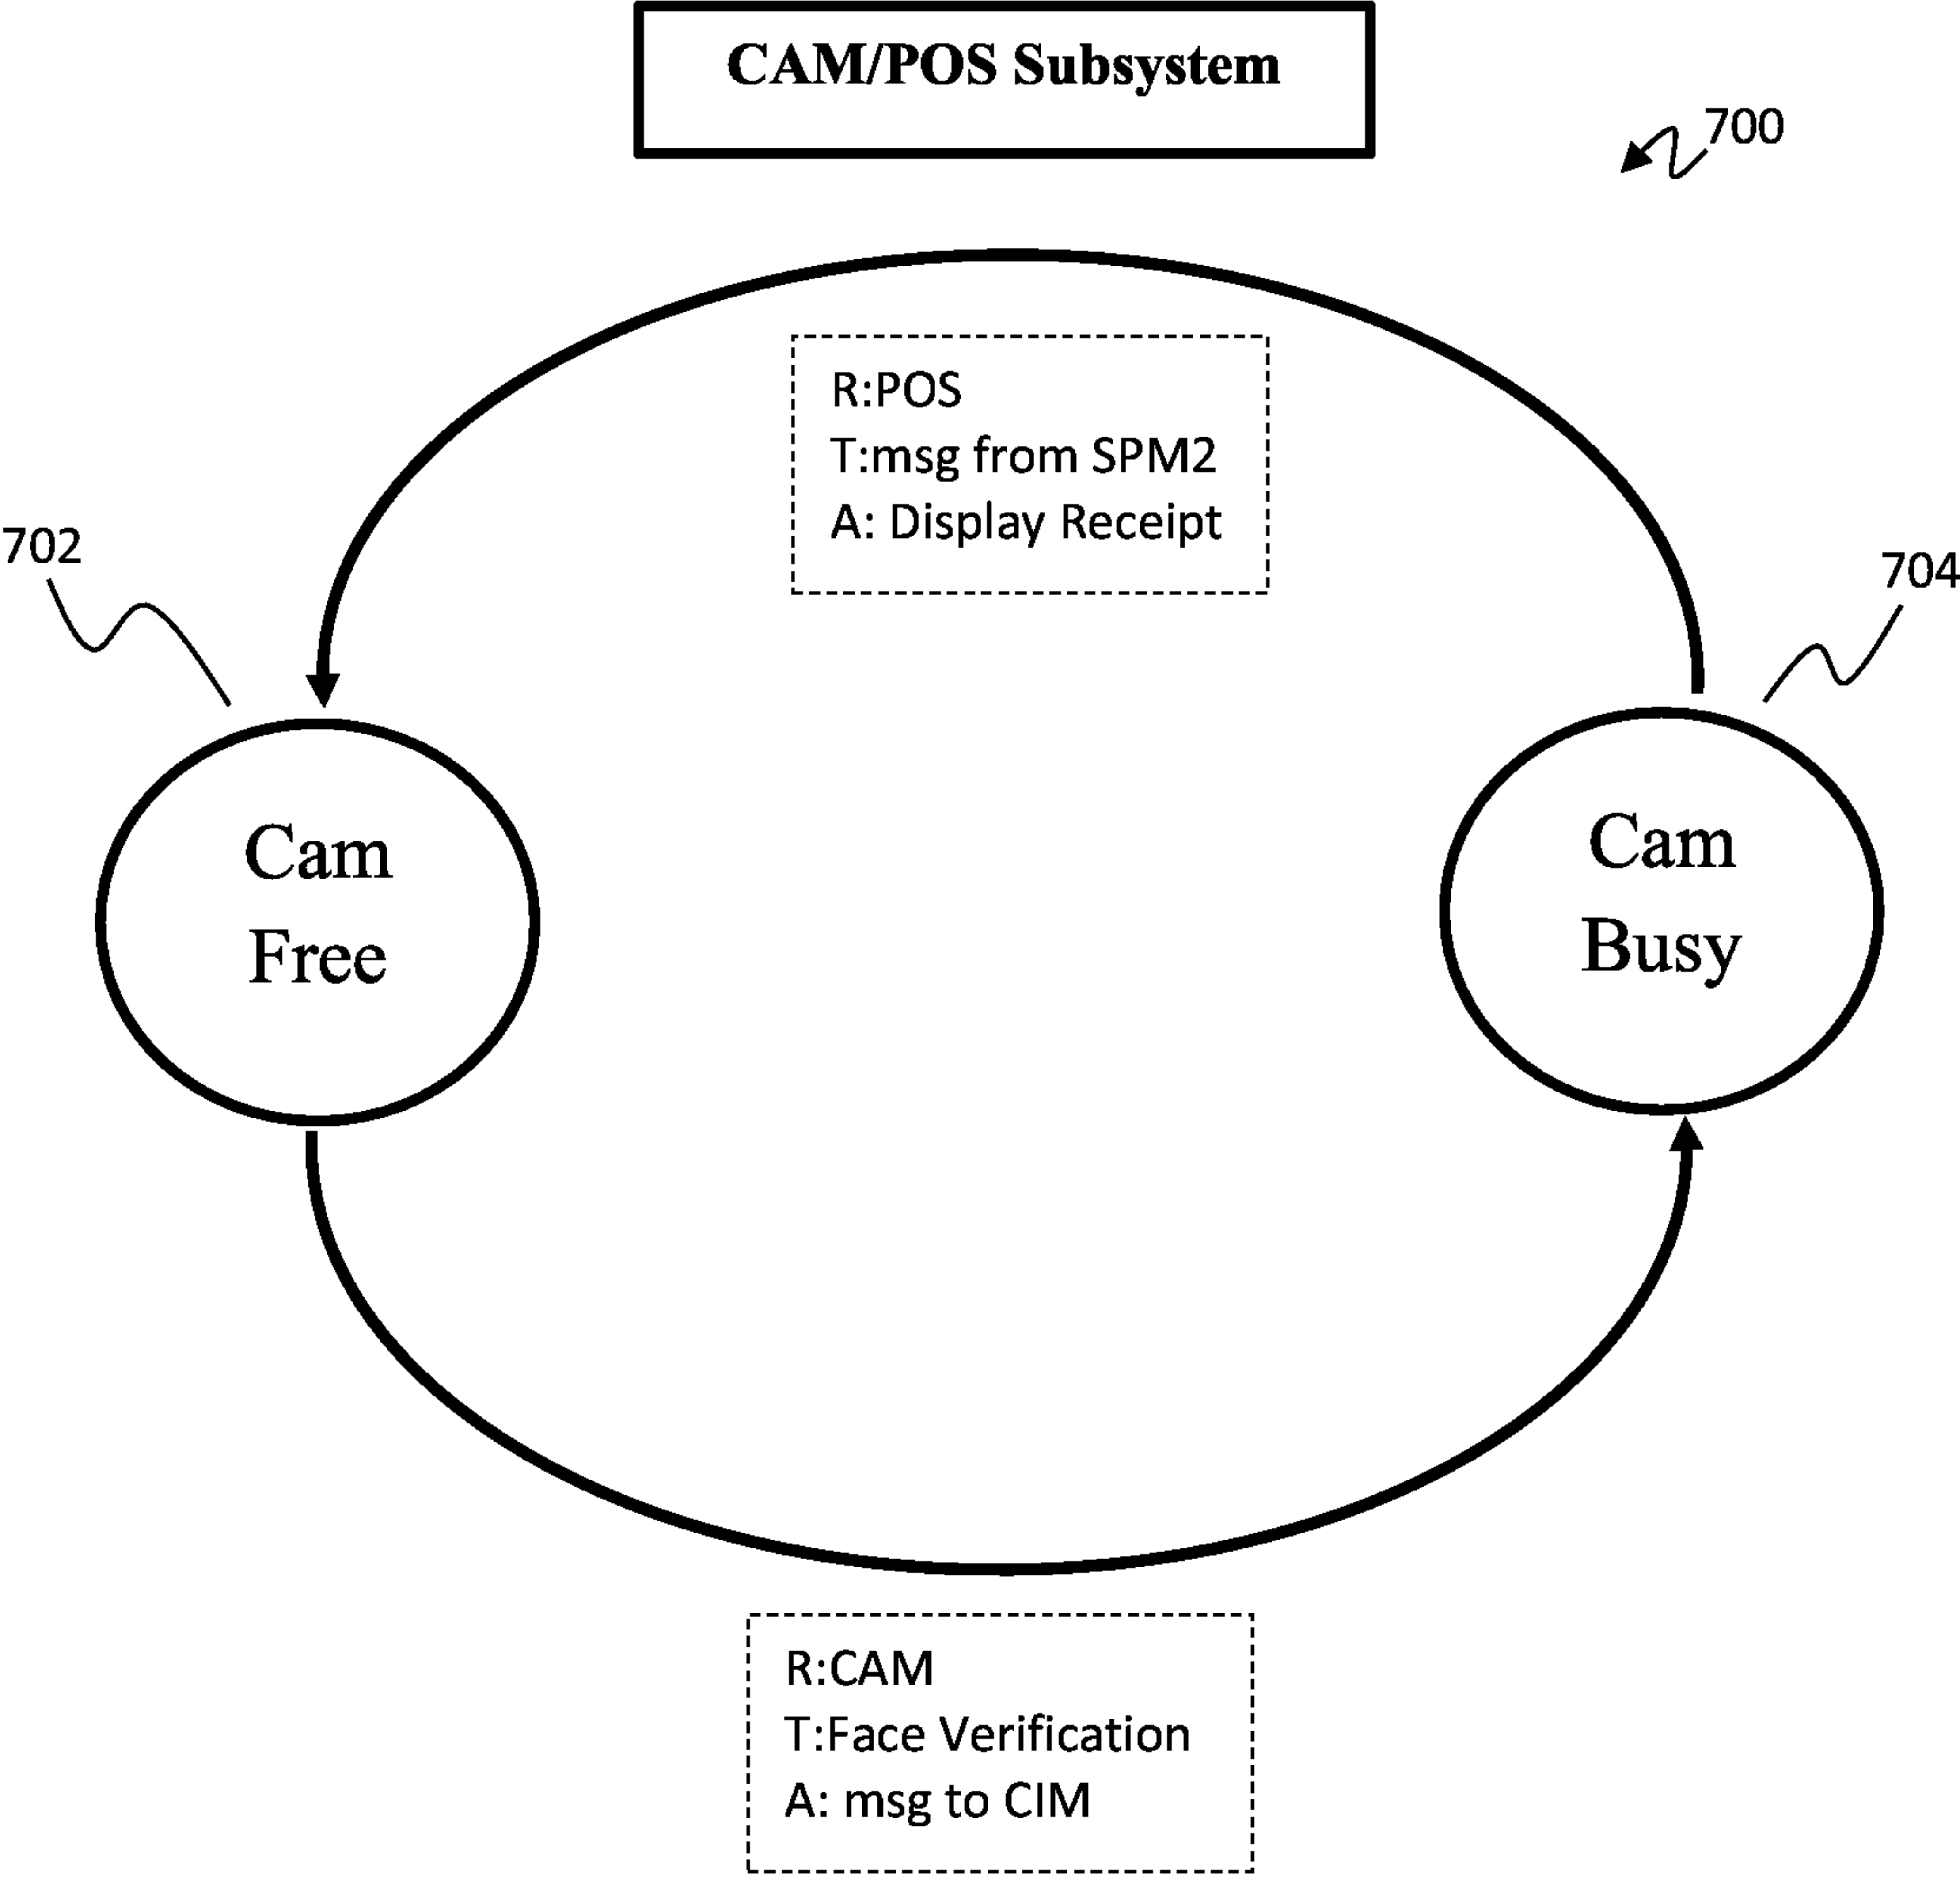 CAM/POS Subsystem
700
R:POS
T:msg from SPM2
A: Display Receipt
702
704
Cam
Free
Cam
Busy
R:CAM
T:Face Verification
A: msg to CIM